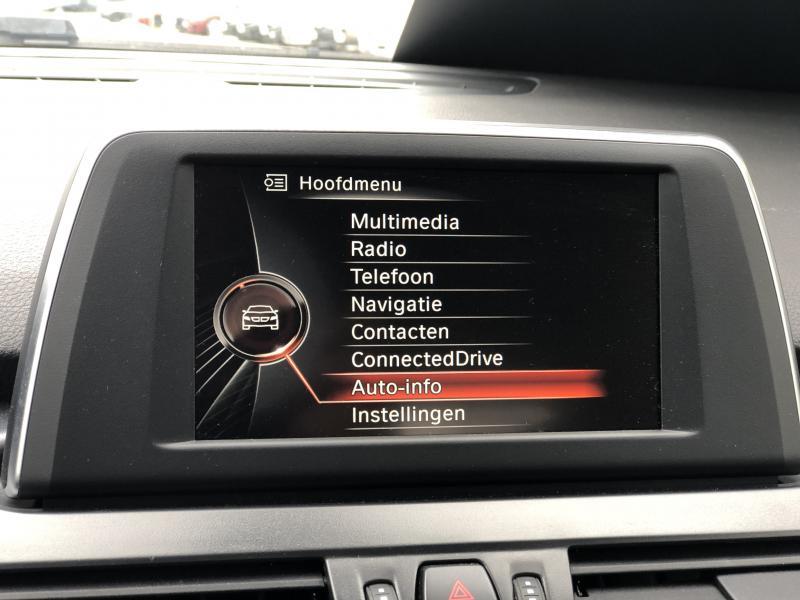 Hoofdmenu
Multimedia
Radio
Telefoon
Navigatie
Contacten
ConnectedDrive
Auto-info
Instellingen